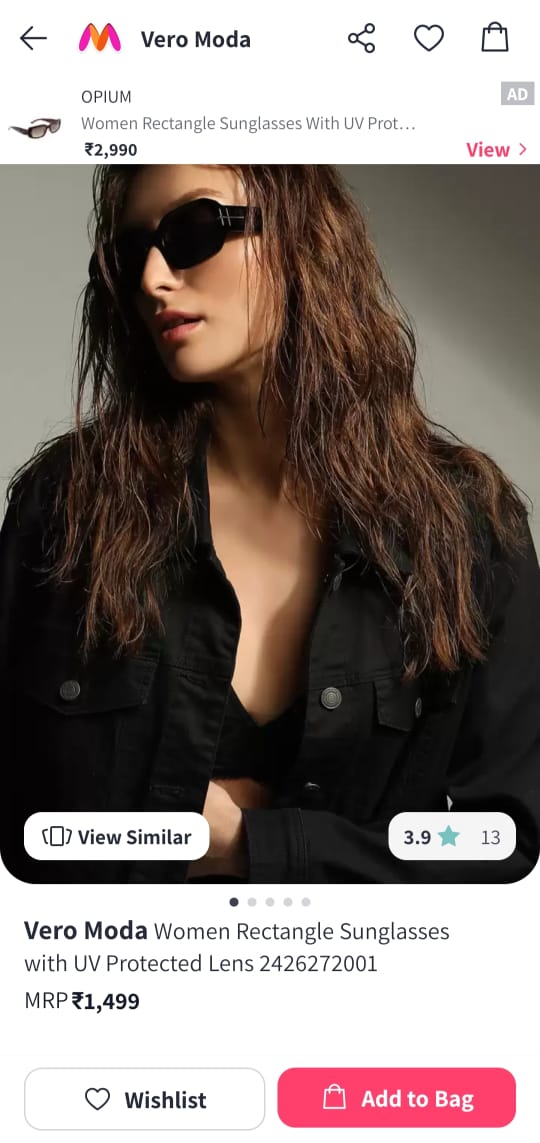 Vero Moda
OPIUM
AD
Women Rectangle Sunglasses With UV Prot...
₹2,990
View >
View Similar
3.9 ★ 13
Vero Moda Women Rectangle Sunglasses
with UV Protected Lens 2426272001
MRP ₹1,499
Wishlist
Add to Bag